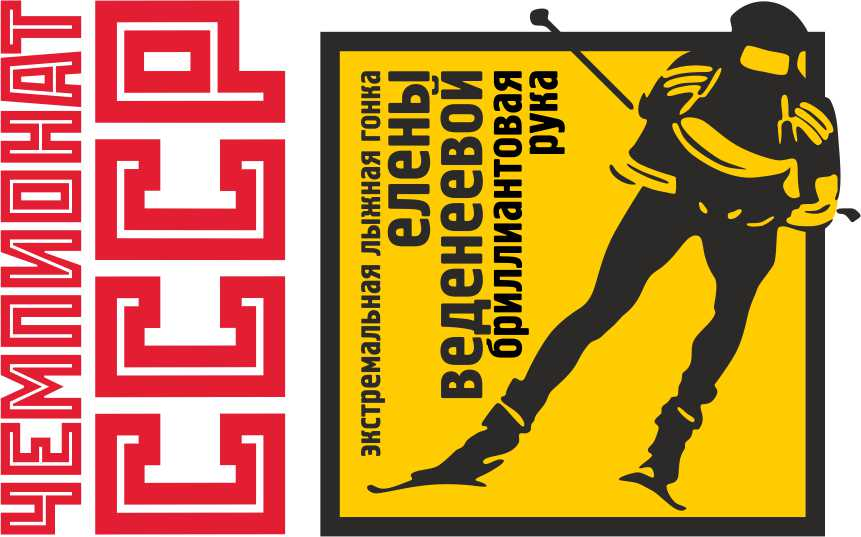 ЧЕМПИОНАТ
СССР
экстремальная лыжная гонка
елены
веденеевой
бриллиантовая
рука